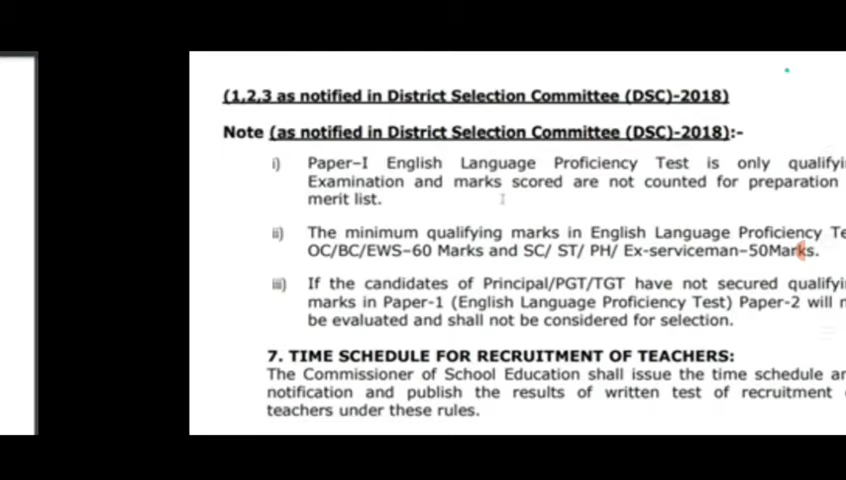 (1,2,3 as notified in District Selection Committee (DSC)-2018)
Note (as notified in District Selection Committee (DSC)-2018):-
i) Paper–I English Language Proficiency Test is only
Examination and marks scored are not counted for preparation
merit list.
ii) The minimum qualifying marks in English Language Proficiency
OC/BC/EWS–60 Marks and SC/ ST/ PH/ Ex-serviceman–50Marks.
iii) If the candidates of Principal/PGT/TGT have not secured
marks in Paper-1 (English Language Proficiency Test) Paper-2 will
be evaluated and shall not be considered for selection.
7. TIME SCHEDULE FOR RECRUITMENT OF TEACHERS:
The Commissioner of School Education shall issue the time schedule
notification and publish the results of written test of recruitment
teachers under these rules.